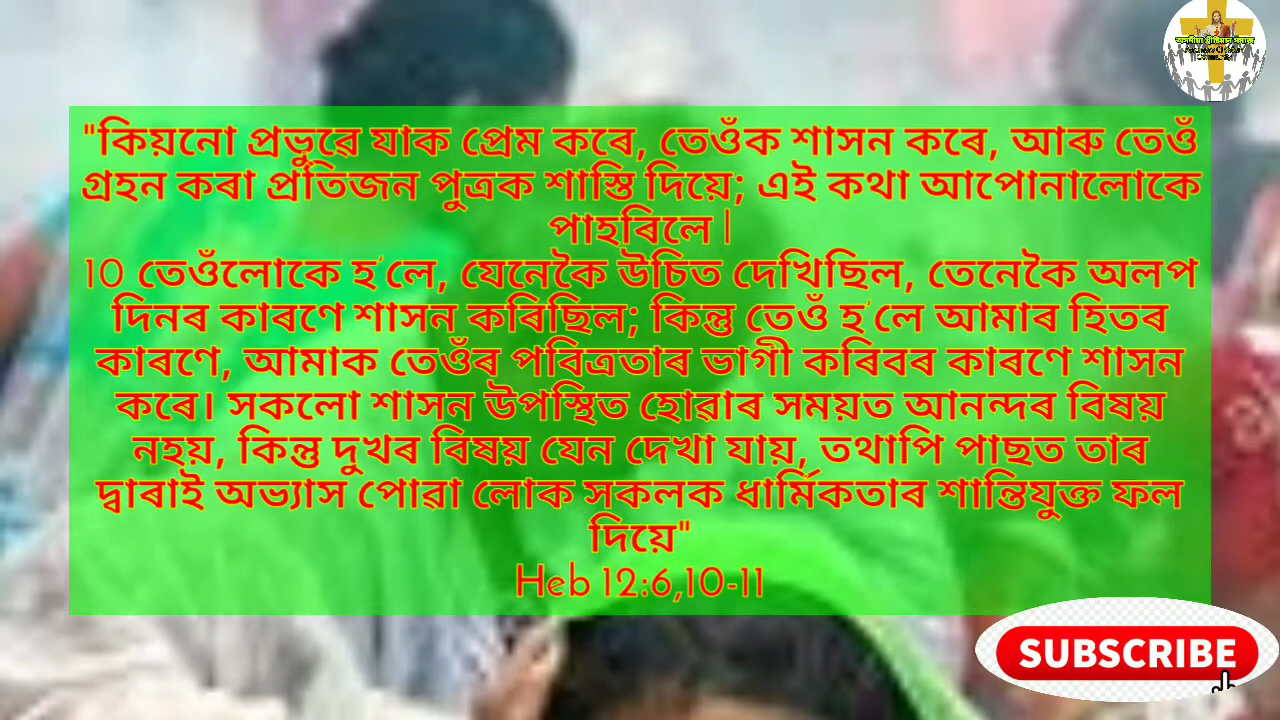 "কিয়নো প্ৰভুৱে যাক প্ৰেম কৰে, তেওঁক শাসন কৰে, আৰু তেওঁ
গ্ৰহন কৰা প্ৰতিজন পুত্ৰক শাস্তি দিয়ে; এই কথা আপোনালোকে
পাহৰিলে |
10 তেওঁলোকে হ'লে, যেনেকৈ উচিত দেখিছিল, তেনেকৈ অলপ
দিনৰ কাৰণে শাসন কৰিছিল; কিন্তু তেওঁ হ'লে আমাৰ হিতৰ
কাৰণে, আমাক তেওঁৰ পবিত্ৰতাৰ ভাগী কৰিবৰ কাৰণে শাসন
কৰে। সকলো শাসন উপস্থিত হোৱাৰ সময়ত আনন্দৰ বিষয়
নহয়, কিন্তু দুখৰ বিষয় যেন দেখা যায়, তথাপি পাছত তাৰ
দ্বাৰাই অভ্যাস পোৱা লোক সকলক ধাৰ্মিকতাৰ শান্তিযুক্ত ফল
দিয়ে"
Heb 12:6,10-11
SUBSCRIBE